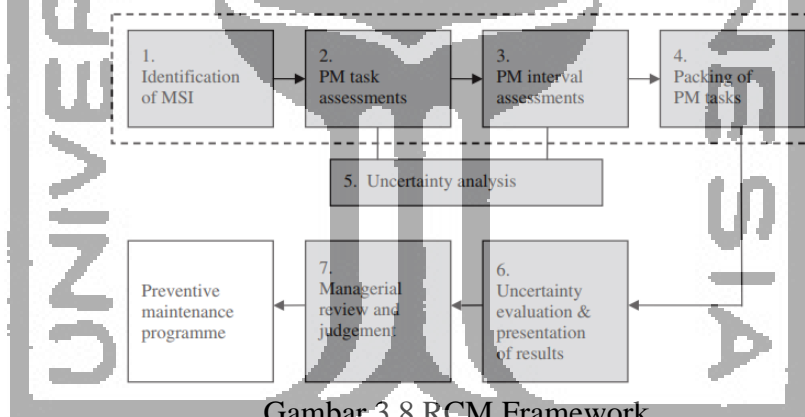 1.
Identification
of MSI
2.
PM task
assessments
3.
PM interval
assessments
4.
Packing of
PM tasks
5. Uncertainty analysis
Preventive
maintenance
programme
7.
Managerial
review and
judgement
6.
Uncertainty
evaluation &
presentation
of results
Gambar 3.8 RCM Framework